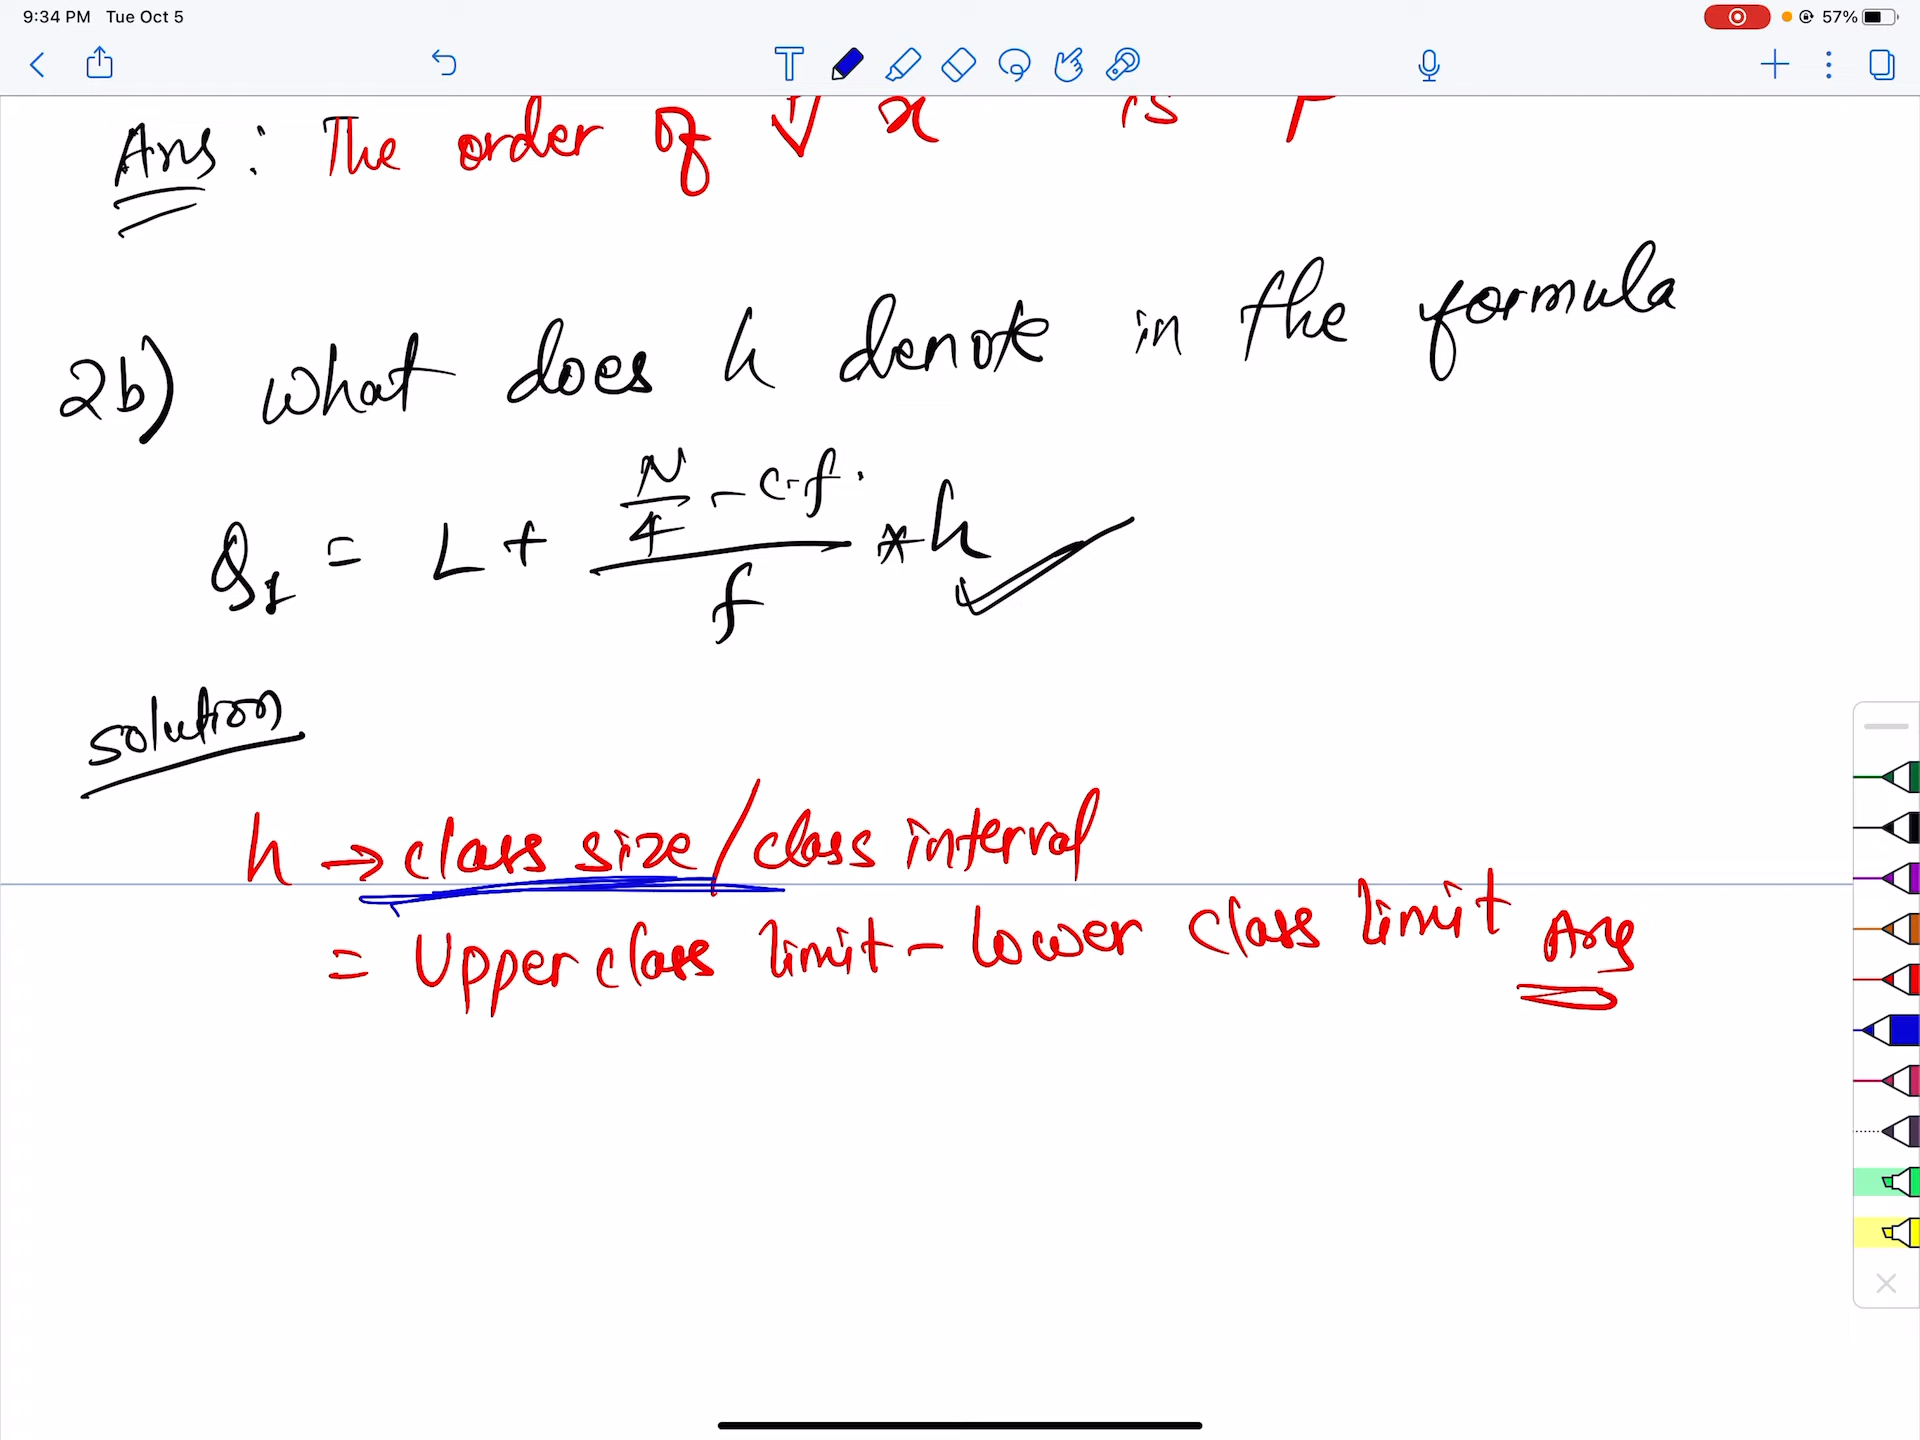 9:34 PM Tue Oct 5
57%
T
Ans : The order of √ x is
2b) what does h denote in the formula
Q₁ = L + (N/4 - c.f.)/f * h
solution
h → class size / class interval
= Upper class limit - lower class limit Ans